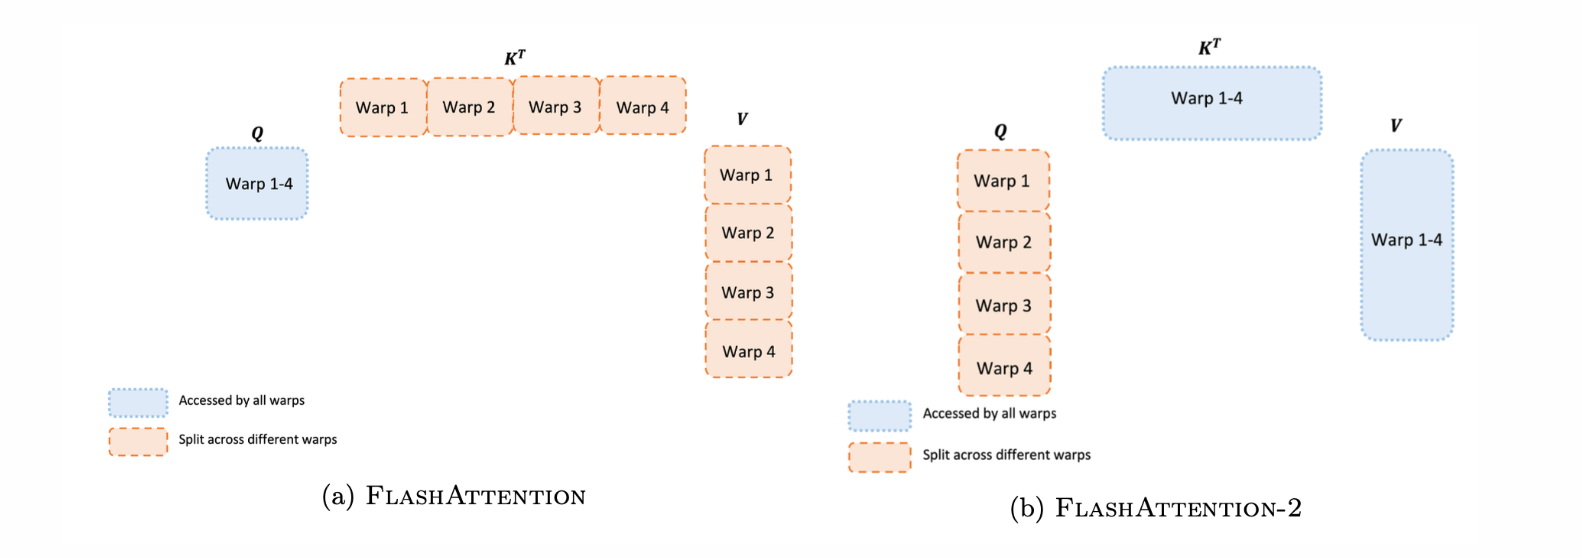 K^T
Warp 1 Warp 2 Warp 3 Warp 4
Q
Warp 1-4
V
Warp 1
Warp 2
Warp 3
Warp 4
Accessed by all warps
Split across different warps
(a) FLASHATTENTION
K^T
Warp 1-4
Q
Warp 1
Warp 2
Warp 3
Warp 4
V
Warp 1-4
Accessed by all warps
Split across different warps
(b) FLASHATTENTION-2